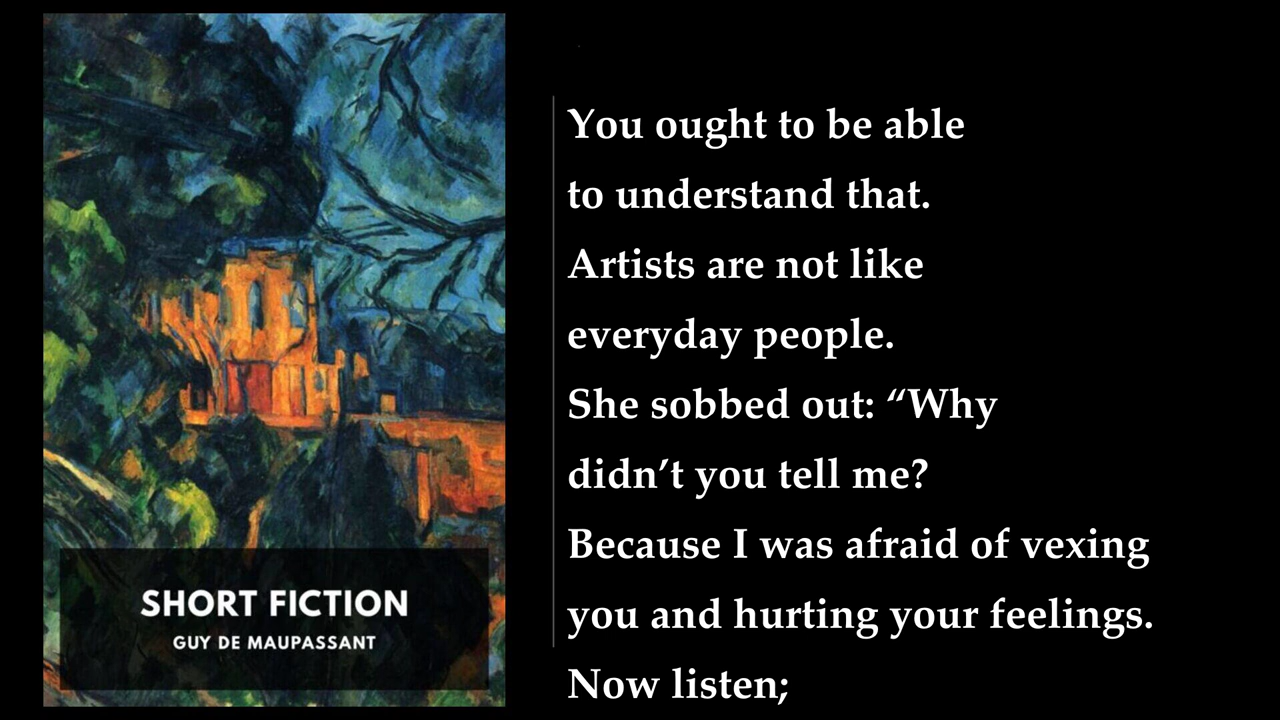 SHORT FICTION
GUY DE MAUPASSANT
You ought to be able
to understand that.
Artists are not like
everyday people.
She sobbed out: “Why
didn’t you tell me?
Because I was afraid of vexing
you and hurting your feelings.
Now listen;